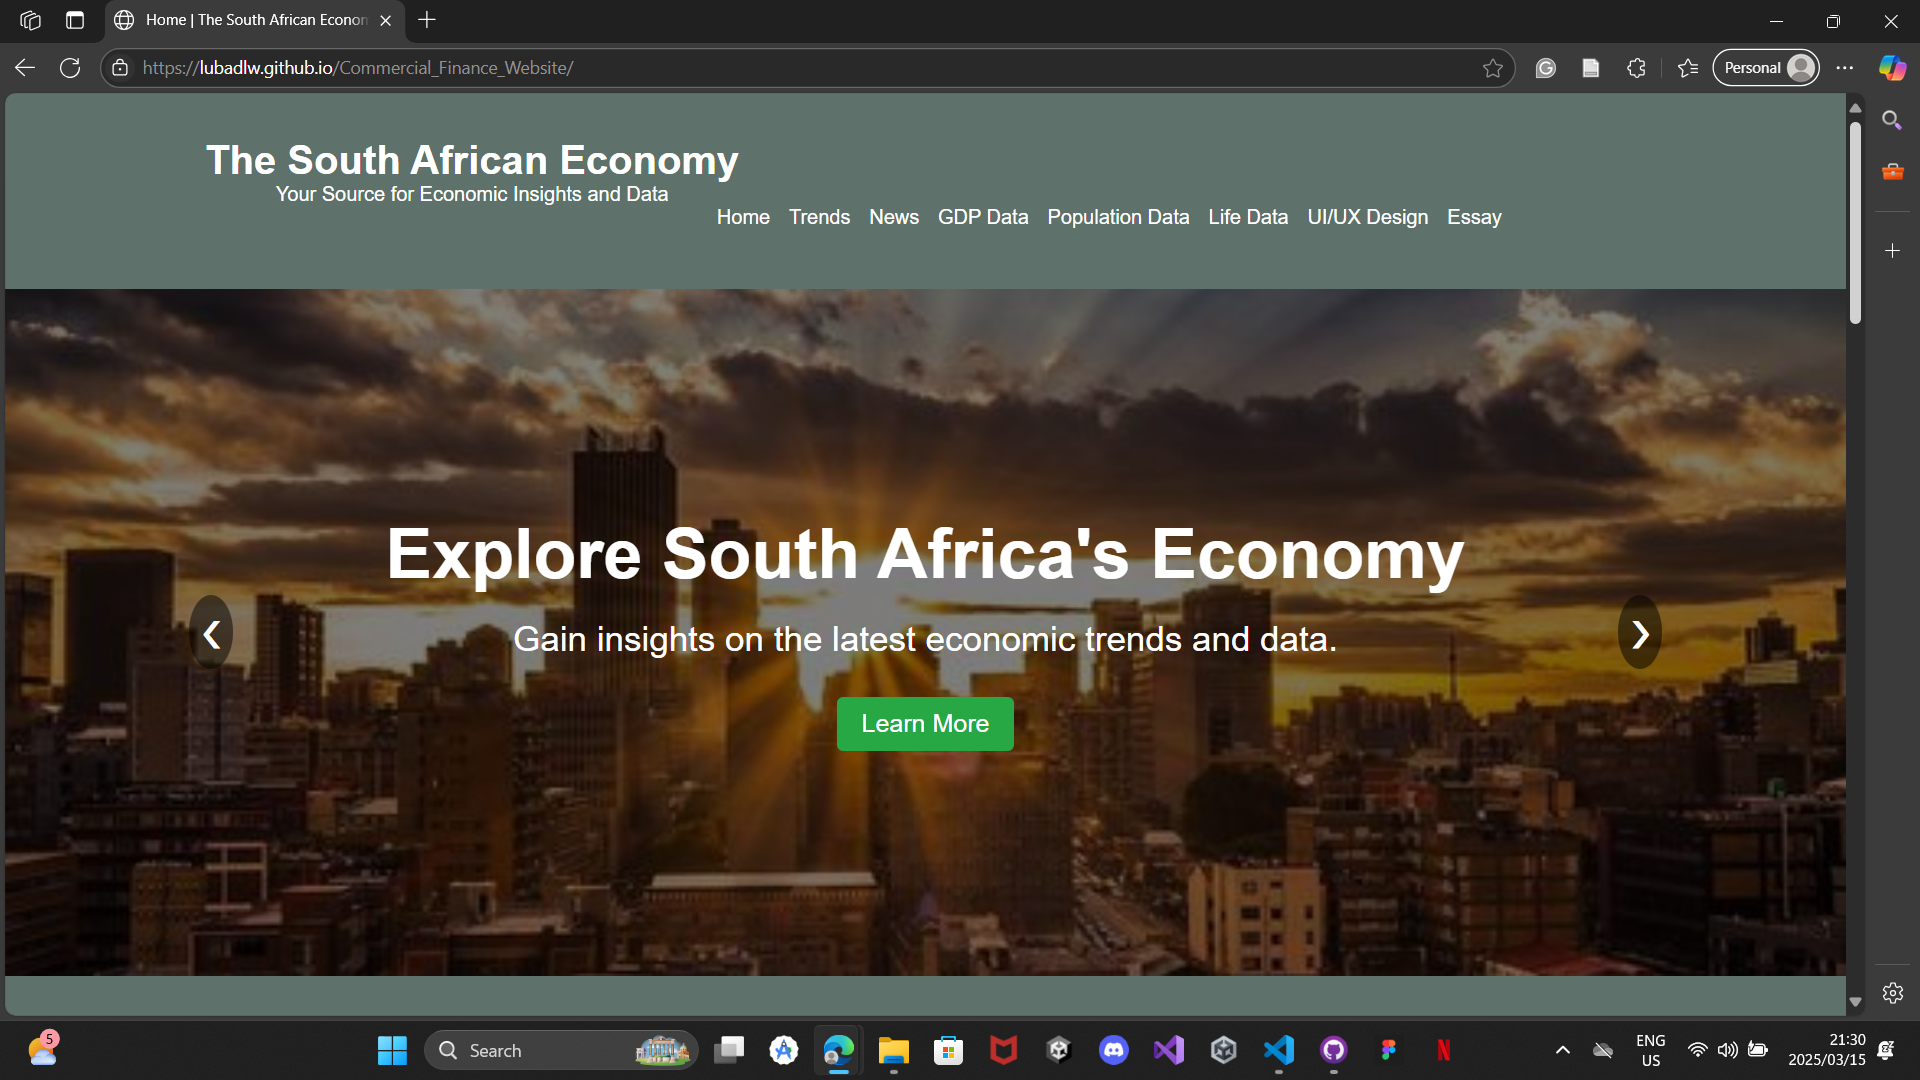 Home | The South African Econom
https://lubadlw.github.io/Commercial_Finance_Website/
Personal
The South African Economy
Your Source for Economic Insights and Data
Home Trends News GDP Data Population Data Life Data UI/UX Design Essay
Explore South Africa's Economy
❮
❯
Gain insights on the latest economic trends and data.
Learn More
5
Search
N
ENG
US
21:30
2025/03/15